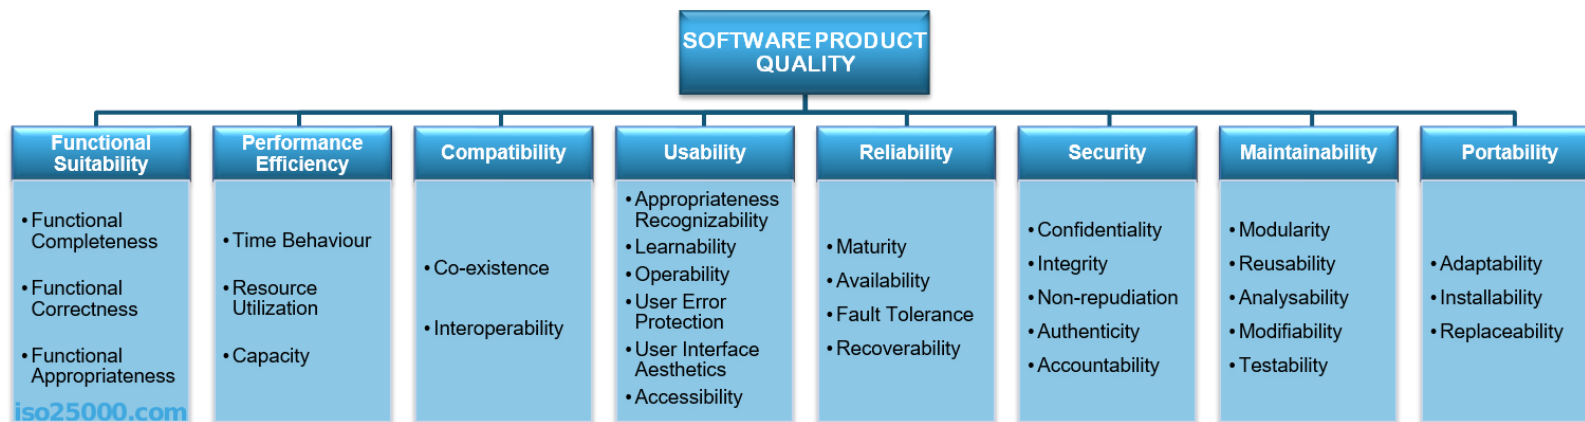 SOFTWARE PRODUCT
QUALITY
Functional
Suitability
• Functional
Completeness
• Functional
Correctness
• Functional
Appropriateness
Performance
Efficiency
• Time Behaviour
• Resource
Utilization
• Capacity
Compatibility
• Co-existence
• Interoperability
Usability
• Appropriateness
Recognizability
• Learnability
• Operability
• User Error
Protection
• User Interface
Aesthetics
• Accessibility
Reliability
• Maturity
• Availability
• Fault Tolerance
• Recoverability
Security
• Confidentiality
• Integrity
• Non-repudiation
• Authenticity
• Accountability
Maintainability
• Modularity
• Reusability
• Analysability
• Modifiability
• Testability
Portability
• Adaptability
• Installability
• Replaceability
iso25000.com